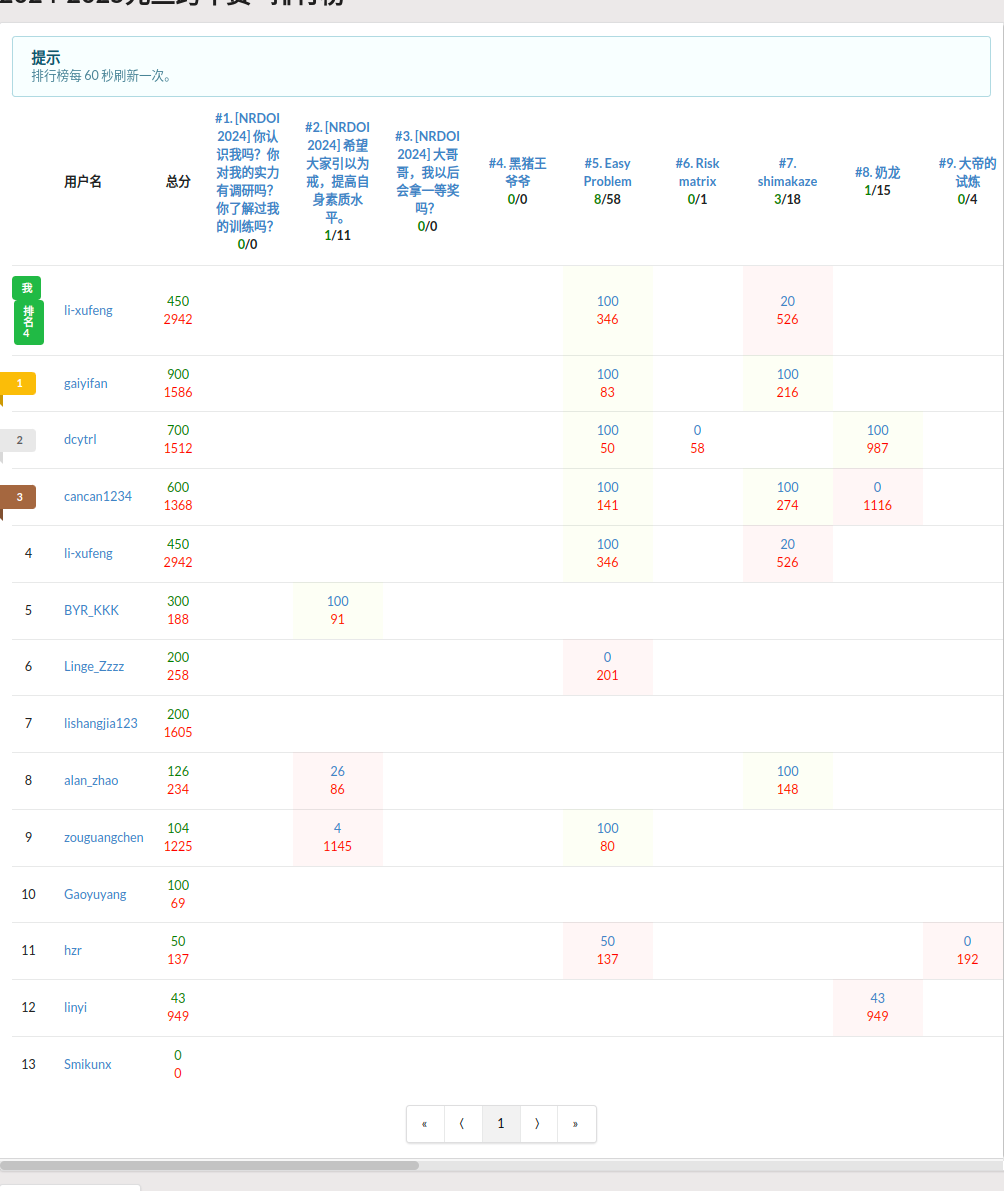 提示
排行榜每 60 秒刷新一次。
用户名
总分
#1. [NRDOI
2024] 你认
识我吗？你
对我的实力
有调研吗？
你了解过我
的训练吗？
0/0
#2. [NRDOI
2024] 希望
大家引以为
戒，提高自
身素质水
平。
1/11
#3. [NRDOI
2024] 大哥
哥，我以后
会拿一等奖
吗？
0/0
#4. 黑猪王
爷爷
0/0
#5. Easy
Problem
8/58
#6. Risk
matrix
0/1
#7.
shimakaze
3/18
#8. 奶龙
1/15
#9. 大帝的
试炼
0/4
我
排
名
4
li-xufeng
450
2942
100
346
20
526
1
gaiyifan
900
1586
100
83
100
216
2
dcytrl
700
1512
100
50
0
58
100
987
3
cancan1234
600
1368
100
141
100
274
0
1116
4
li-xufeng
450
2942
100
346
20
526
5
BYR_KKK
300
188
100
91
6
Linge_Zzzz
200
258
0
201
7
lishangjia123
200
1605
8
alan_zhao
126
234
26
86
100
148
9
zouguangchen
104
1225
4
1145
100
80
10
Gaoyuyang
100
69
11
hzr
50
137
50
137
0
192
12
linyi
43
949
43
949
13
Smikunx
0
0
«
⟨
1
⟩
»